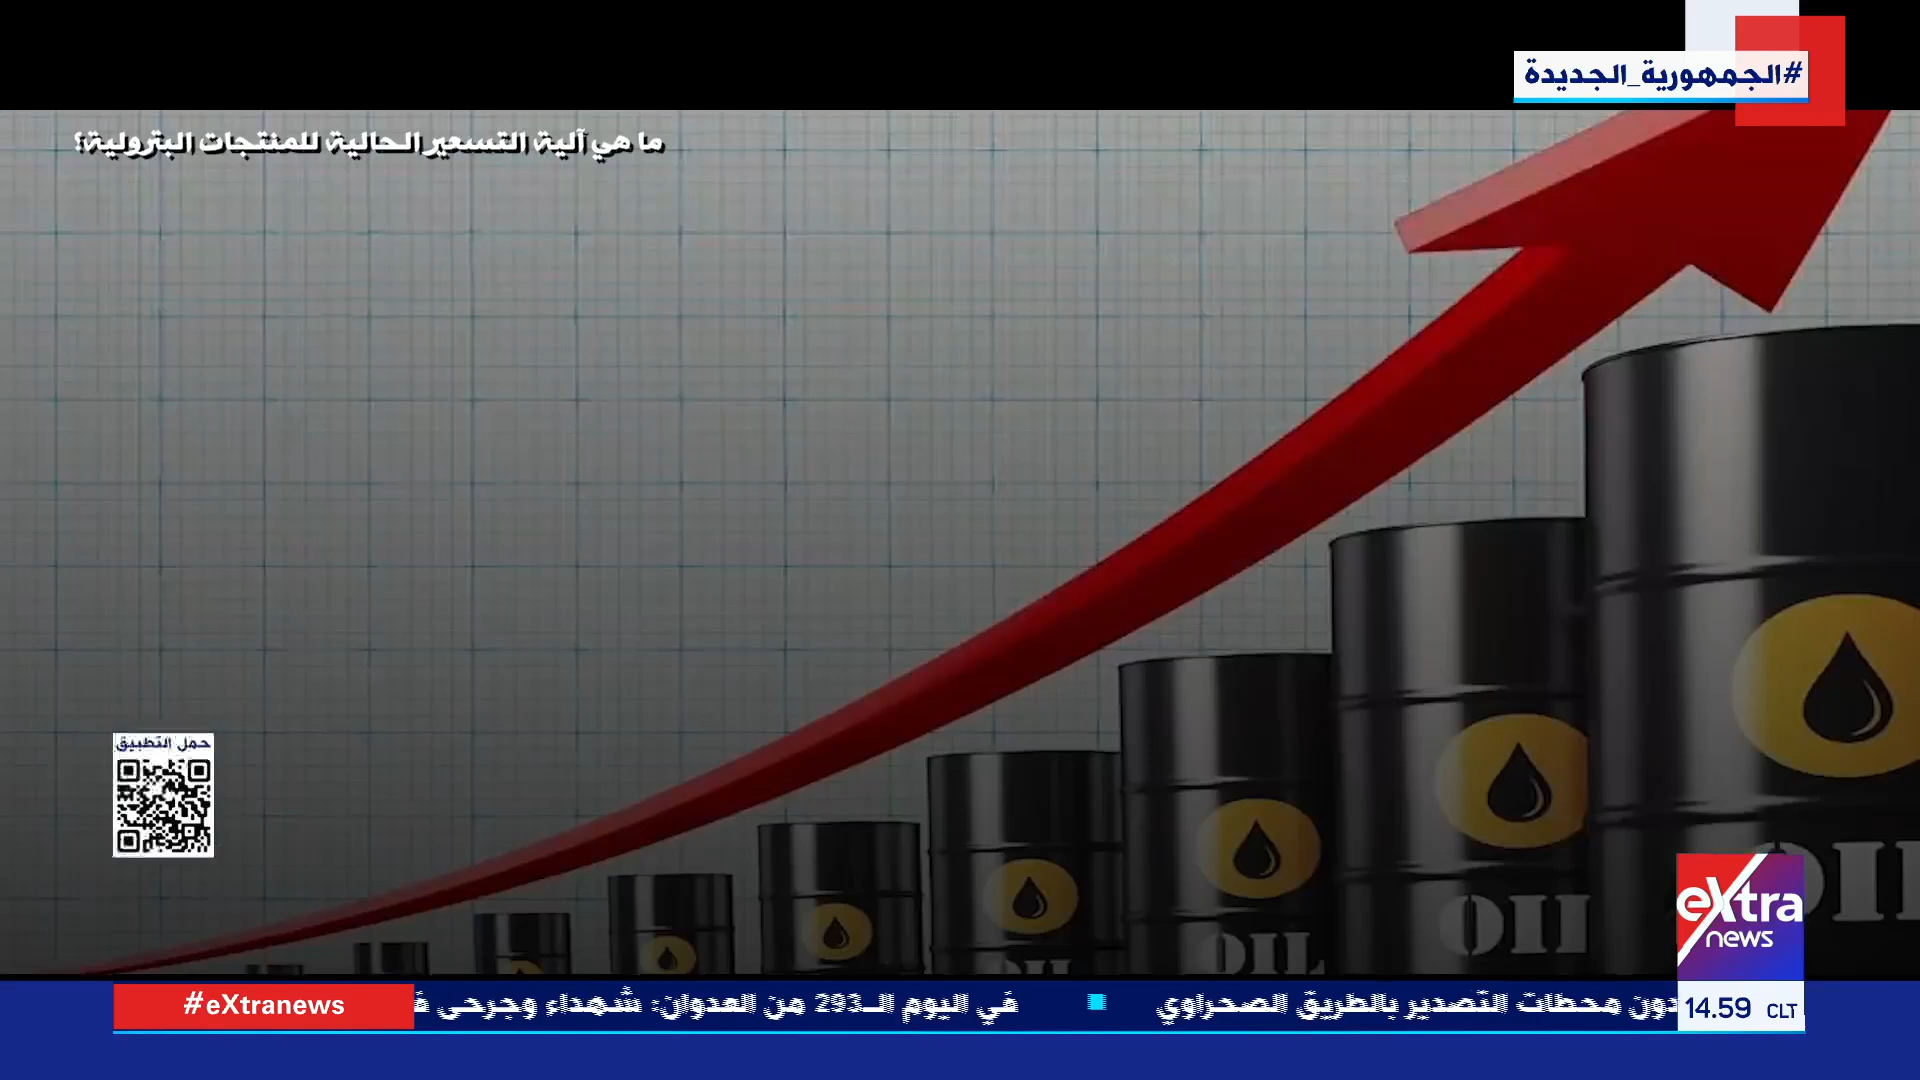 #الجمهورية_الجديدة
ما هي آلية التسعير الحالية للمنتجات البترولية؟
حمل التطبيق
OIL
OIL
OIL
OIL
eXtra
news
#eXtranews
دون محطات التصدير بالطريق الصحراوي
في اليوم الـ293 من العدوان: شهداء وجرحى
14.59 CLT